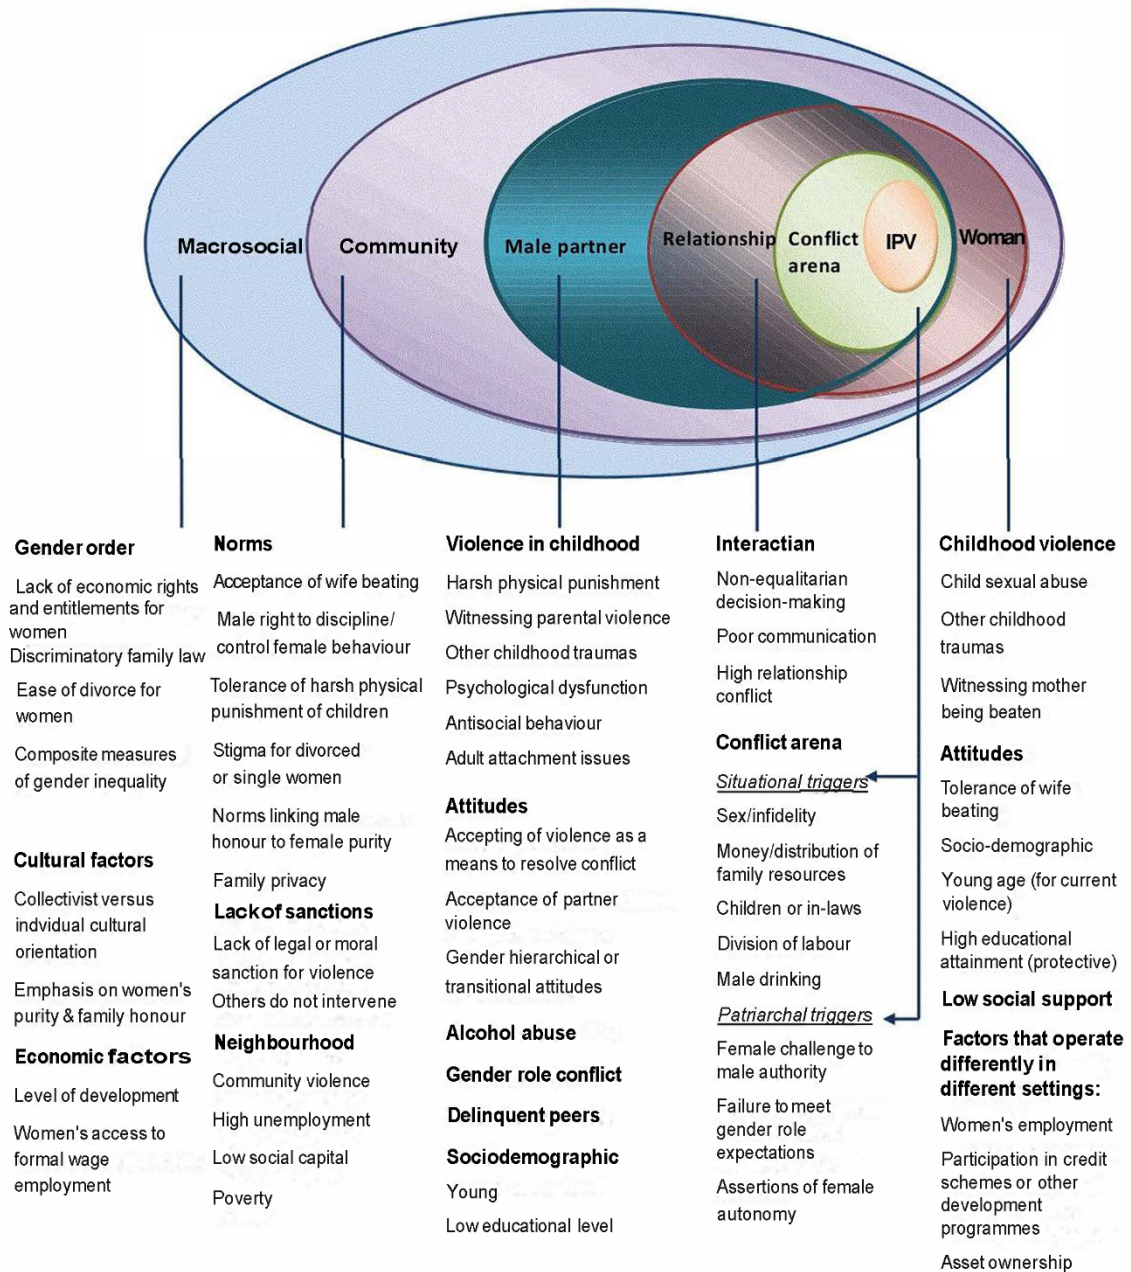 Macrosocial
Community
Male partner
Relationship
Conflict
arena
IPV
Woman
Gender order
Lack of economic rights
and entitlements for
women
Discriminatory family law
Ease of divorce for
women
Composite measures
of gender inequality
Cultural factors
Collectivist versus
indvidual cultural
orientation
Emphasis on women's
purity & family honour
Economic factors
Level of development
Women's access to
formal wage
employment
Norms
Acceptance of wife beating
Male right to discipline/
control female behaviour
Tolerance of harsh physical
punishment of children
Stigma for divorced
or single women
Norms linking male
honour to female purity
Family privacy
Lack of sanctions
Lack of legal or moral
sanction for violence
Others do not intervene
Neighbourhood
Community violence
High unemployment
Low social capital
Poverty
Violence in childhood
Harsh physical punishment
Witnessing parental violence
Other childhood traumas
Psychological dysfunction
Antisocial behaviour
Adult attachment issues
Attitudes
Accepting of violence as a
means to resolve conflict
Acceptance of partner
violence
Gender hierarchical or
transitional attitudes
Alcohol abuse
Gender role conflict
Delinquent peers
Sociodemographic
Young
Low educational level
Interactian
Non-equalitarian
decision-making
Poor communication
High relationship
conflict
Conflict arena
Situational triggers
Sex/infidelity
Money/distribution of
family resources
Children or in-laws
Division of labour
Male drinking
Patriarchal triggers
Female challenge to
male authority
Failure to meet
gender role
expectations
Assertions of female
autonomy
Childhood violence
Child sexual abuse
Other childhood
traumas
Witnessing mother
being beaten
Attitudes
Tolerance of wife
beating
Socio-demographic
Young age (for current
violence)
High educational
attainment (protective)
Low social support
Factors that operate
differently in
different settings:
Women's employment
Participation in credit
schemes or other
development
programmes
Asset ownership